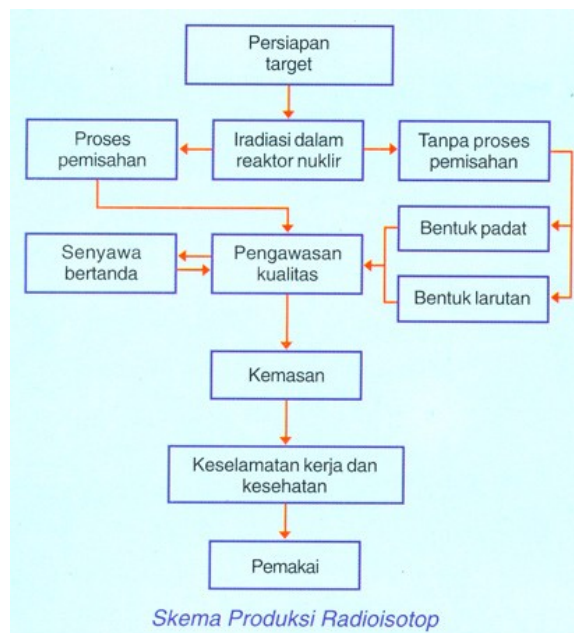 Persiapan
target
Proses
pemisahan
Iradiasi dalam
reaktor nuklir
Tanpa proses
pemisahan
Bentuk padat
Senyawa
bertanda
Pengawasan
kualitas
Bentuk larutan
Kemasan
Keselamatan kerja dan
kesehatan
Pemakai
Skema Produksi Radioisotop